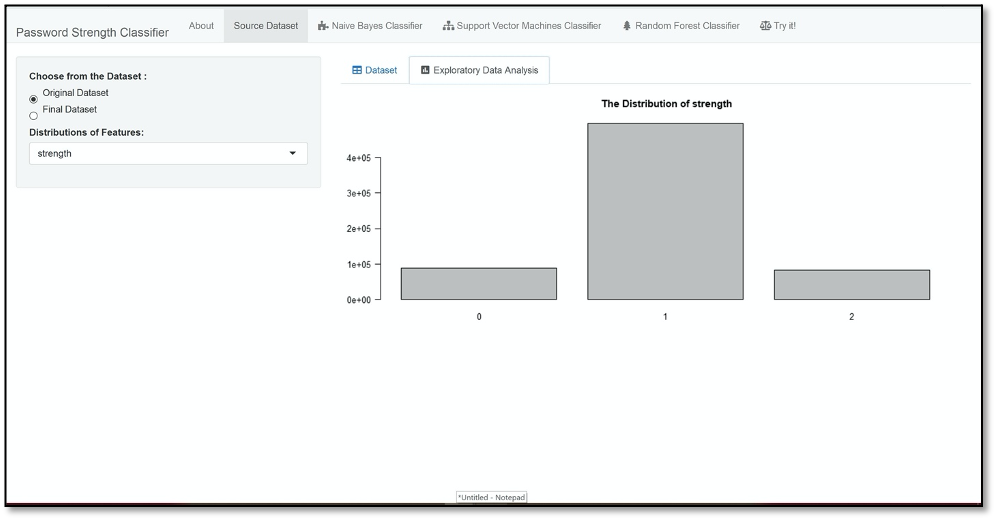 Password Strength Classifier
About
Source Dataset
Naive Bayes Classifier
Support Vector Machines Classifier
Random Forest Classifier
Try it!
Choose from the Dataset :
Original Dataset
Final Dataset
Distributions of Features:
strength
Dataset
Exploratory Data Analysis
The Distribution of strength
4e+05
3e+05
2e+05
1e+05
0e+00
0
1
2
*Untitled - Notepad